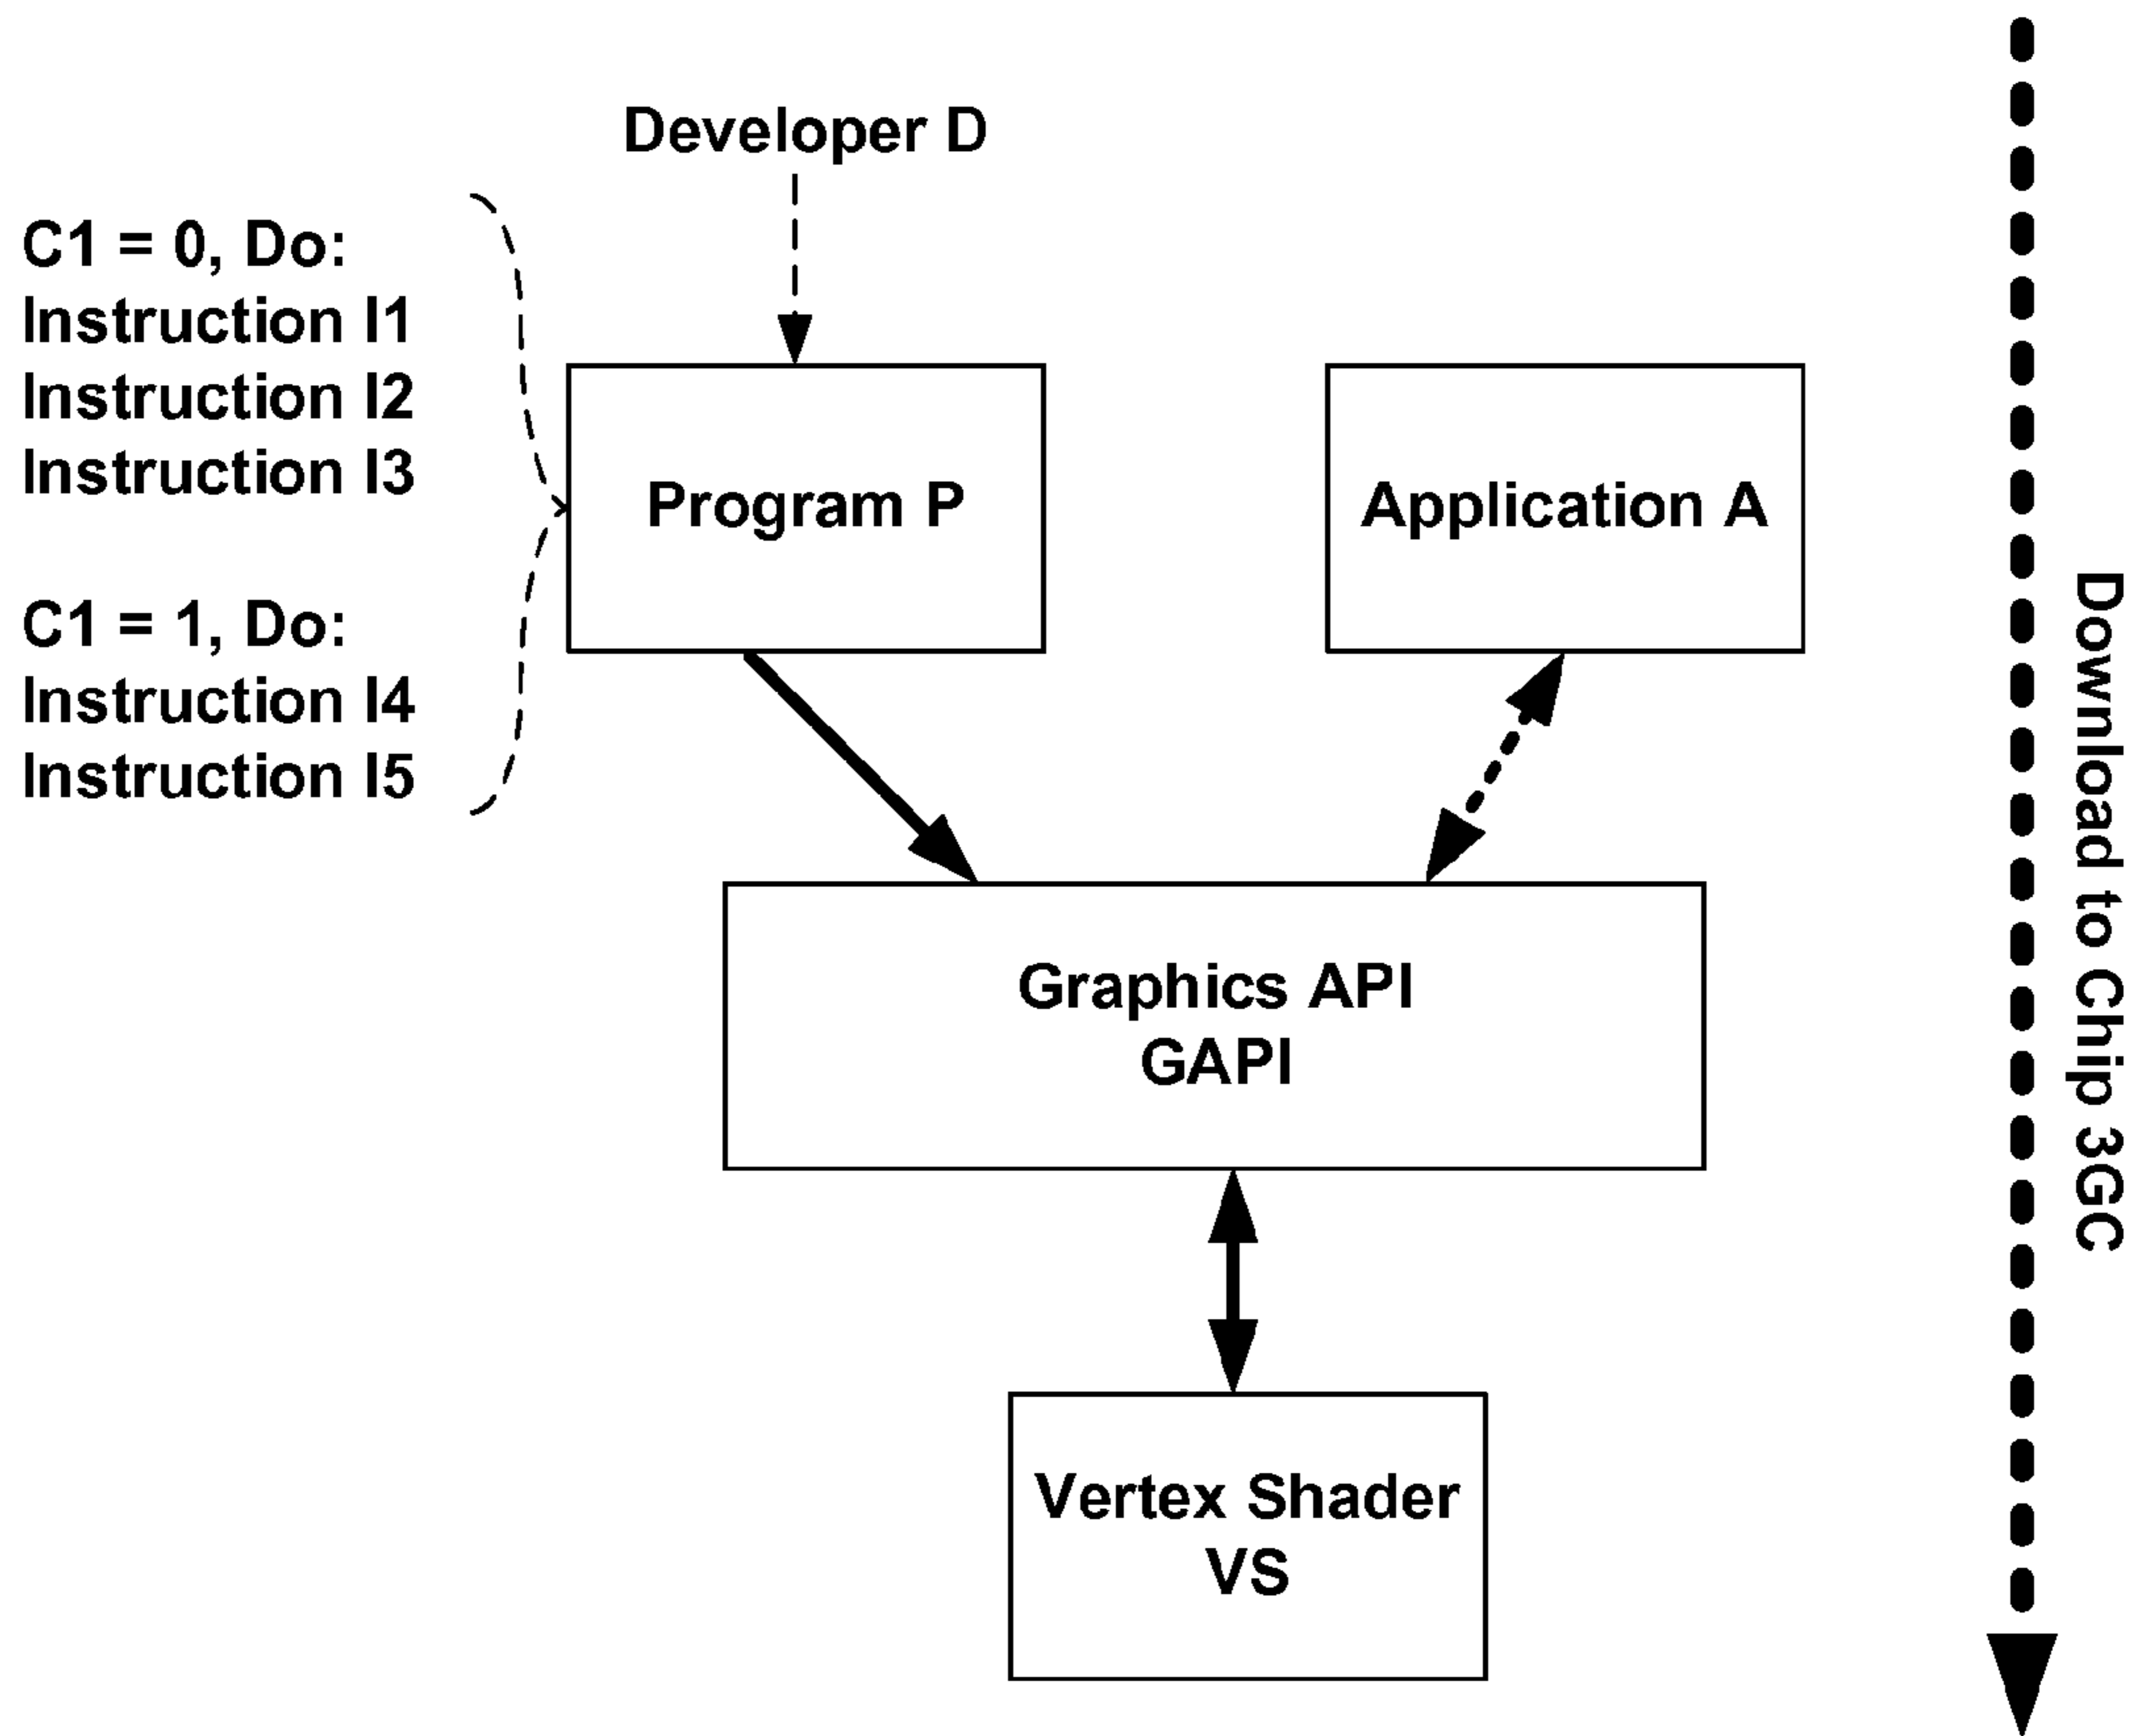 Developer D
C1 = 0, Do:
Instruction I1
Instruction I2
Instruction I3
C1 = 1, Do:
Instruction I4
Instruction I5
Program P
Application A
Graphics API
GAPI
Vertex Shader
VS
Download to Chip 3GC